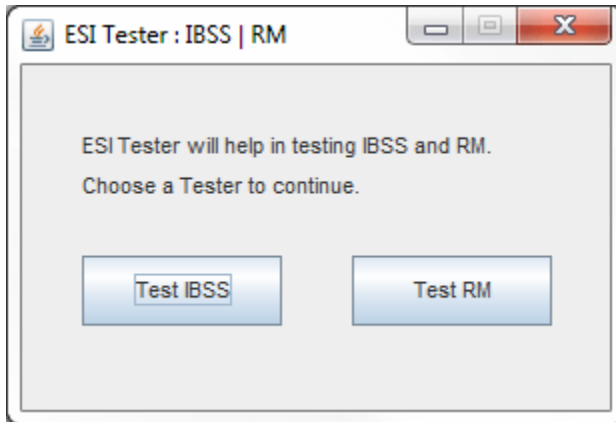 ESI Tester : IBSS | RM
ESI Tester will help in testing IBSS and RM.
Choose a Tester to continue.
Test IBSS
Test RM